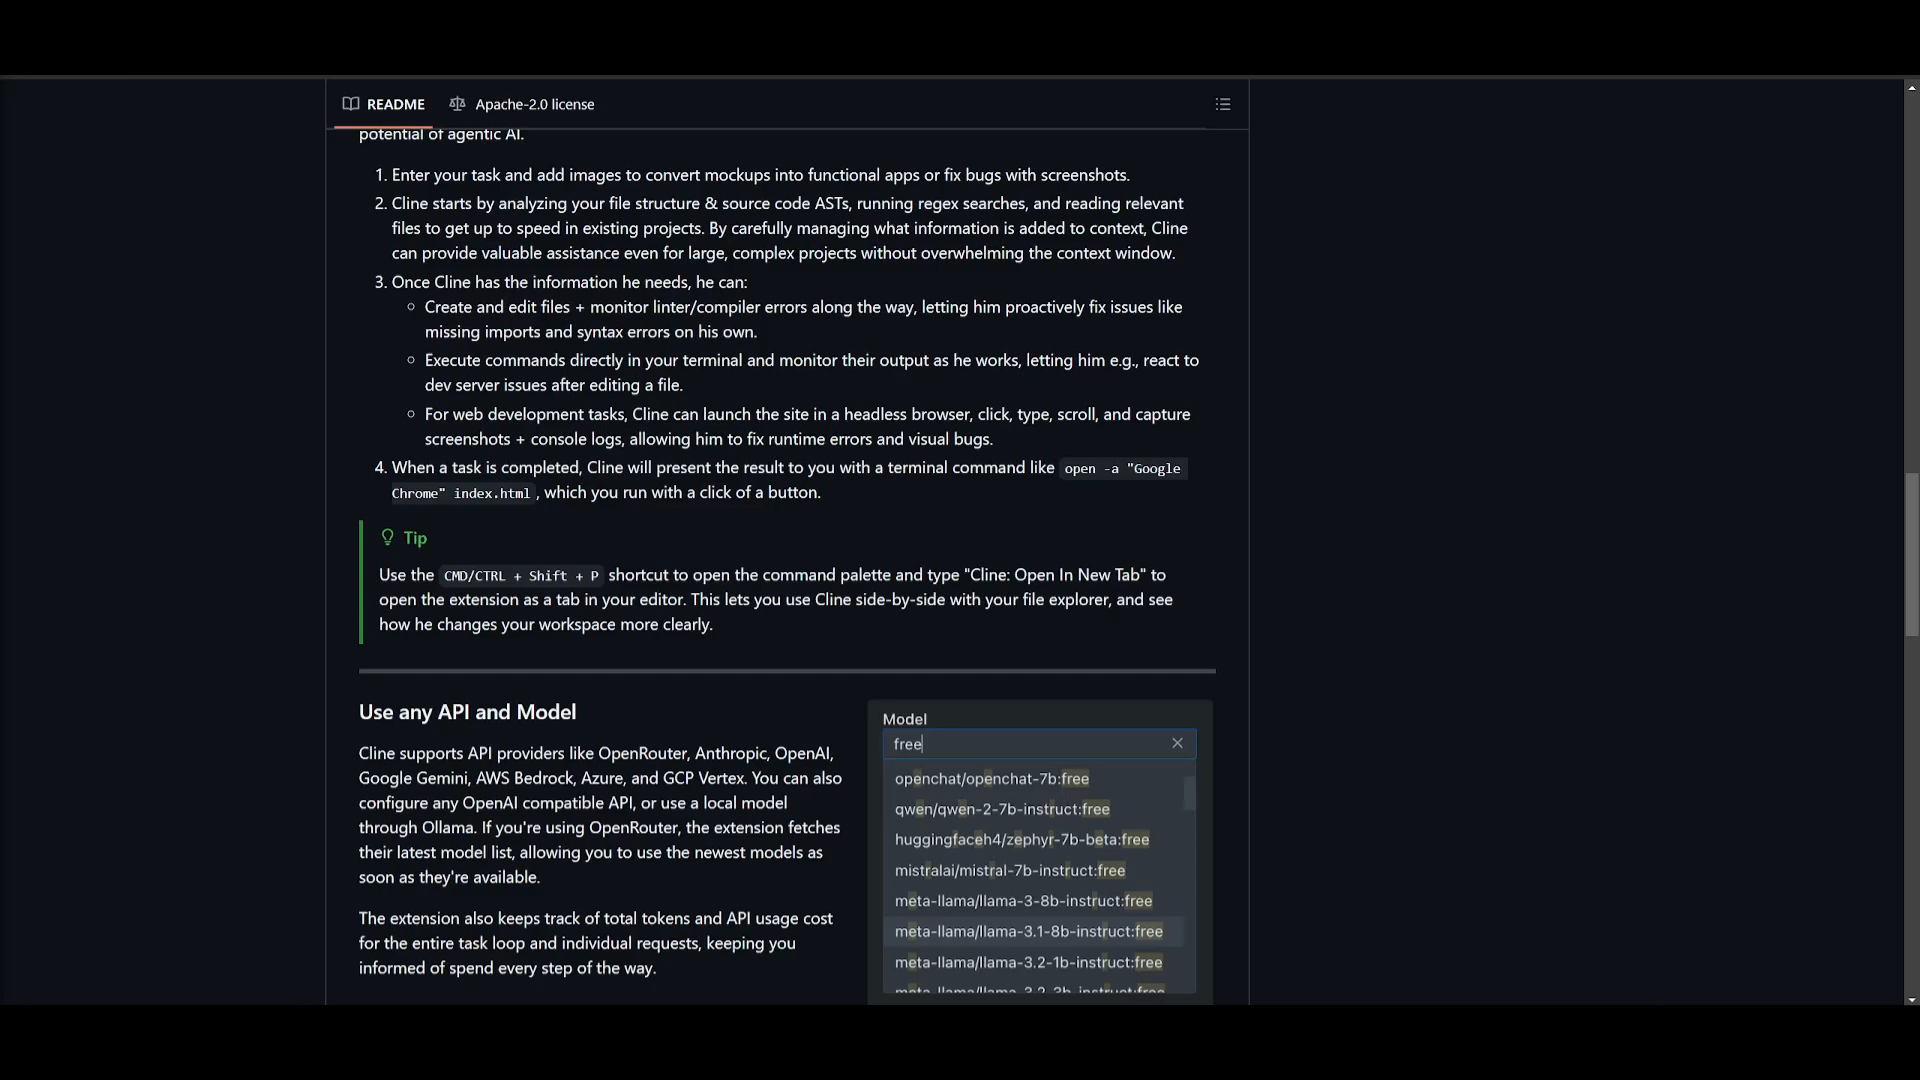 README
Apache-2.0 license
potential of agentic AI.
1. Enter your task and add images to convert mockups into functional apps or fix bugs with screenshots.
2. Cline starts by analyzing your file structure & source code ASTs, running regex searches, and reading relevant
files to get up to speed in existing projects. By carefully managing what information is added to context, Cline
can provide valuable assistance even for large, complex projects without overwhelming the context window.
3. Once Cline has the information he needs, he can:
Create and edit files + monitor linter/compiler errors along the way, letting him proactively fix issues like
missing imports and syntax errors on his own.
Execute commands directly in your terminal and monitor their output as he works, letting him e.g., react to
dev server issues after editing a file.
For web development tasks, Cline can launch the site in a headless browser, click, type, scroll, and capture
screenshots + console logs, allowing him to fix runtime errors and visual bugs.
4. When a task is completed, Cline will present the result to you with a terminal command like open -a "Google
Chrome" index.html , which you run with a click of a button.
Tip
Use the CMD/CTRL + Shift + P shortcut to open the command palette and type "Cline: Open In New Tab" to
open the extension as a tab in your editor. This lets you use Cline side-by-side with your file explorer, and see
how he changes your workspace more clearly.
Use any API and Model
Cline supports API providers like OpenRouter, Anthropic, OpenAI,
Google Gemini, AWS Bedrock, Azure, and GCP Vertex. You can also
configure any OpenAI compatible API, or use a local model
through Ollama. If you're using OpenRouter, the extension fetches
their latest model list, allowing you to use the newest models as
soon as they're available.
The extension also keeps track of total tokens and API usage cost
for the entire task loop and individual requests, keeping you
informed of spend every step of the way.
Model
free
openchat/openchat-7b:free
qwen/qwen-2-7b-instruct:free
huggingfaceh4/zephyr-7b-beta:free
mistralai/mistral-7b-instruct:free
meta-llama/llama-3-8b-instruct:free
meta-llama/llama-3.1-8b-instruct:free
meta-llama/llama-3.2-1b-instruct:free
meta-llama/llama-3.2-3b-instruct:free